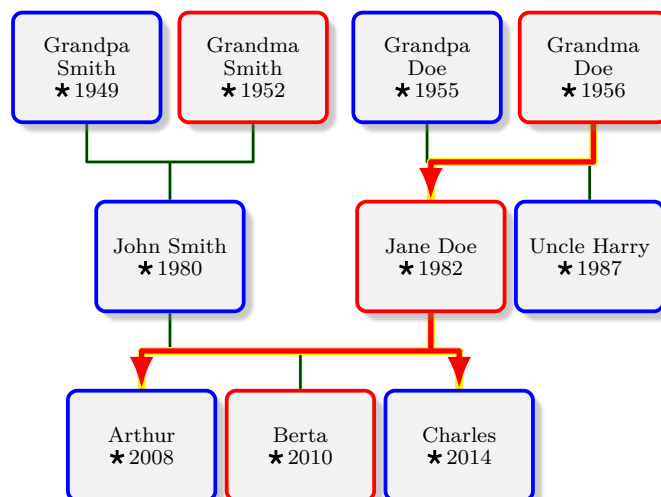 Grandpa
Smith
★1949
Grandma
Smith
★1952
Grandpa
Doe
★1955
Grandma
Doe
★1956
John Smith
★1980
Jane Doe
★1982
Uncle Harry
★1987
Arthur
★2008
Berta
★2010
Charles
★2014